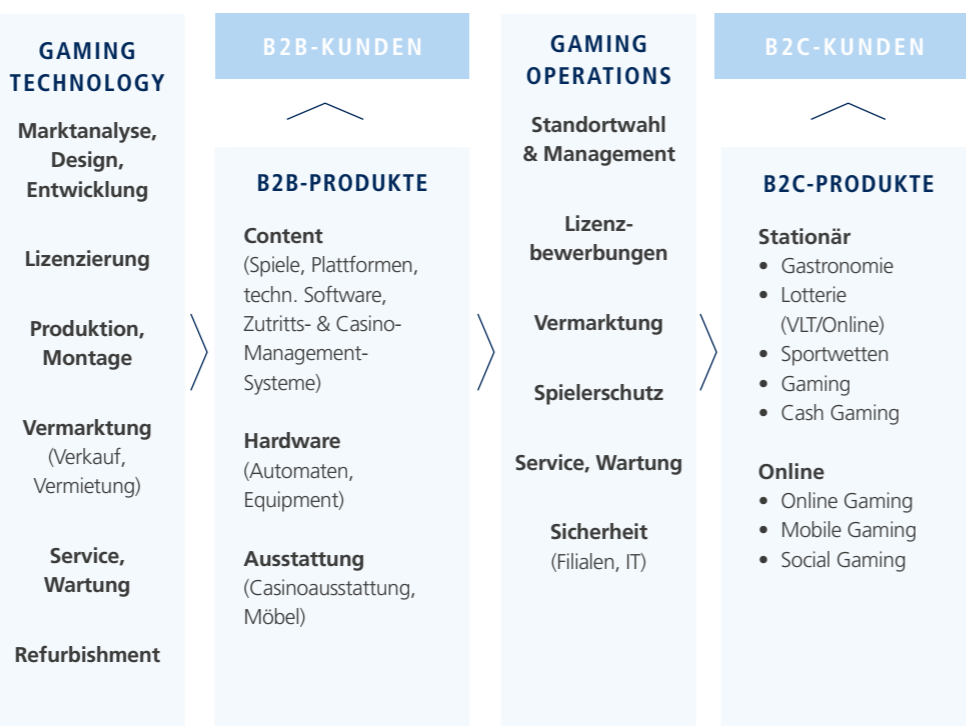 GAMING
TECHNOLOGY
Marktanalyse,
Design,
Entwicklung
Lizenzierung
Produktion,
Montage
Vermarktung
(Verkauf,
Vermietung)
Service,
Wartung
Refurbishment
B2B-KUNDEN
B2B-PRODUKTE
Content
(Spiele, Plattformen,
techn. Software,
Zutritts- & Casino-
Management-
Systeme)
Hardware
(Automaten,
Equipment)
Ausstattung
(Casinoausstattung,
Möbel)
GAMING
OPERATIONS
Standortwahl
& Management
Lizenz-
bewerbungen
Vermarktung
Spielerschutz
Service, Wartung
Sicherheit
(Filialen, IT)
B2C-KUNDEN
B2C-PRODUKTE
Stationär
• Gastronomie
• Lotterie
(VLT/Online)
• Sportwetten
• Gaming
• Cash Gaming
Online
• Online Gaming
• Mobile Gaming
• Social Gaming